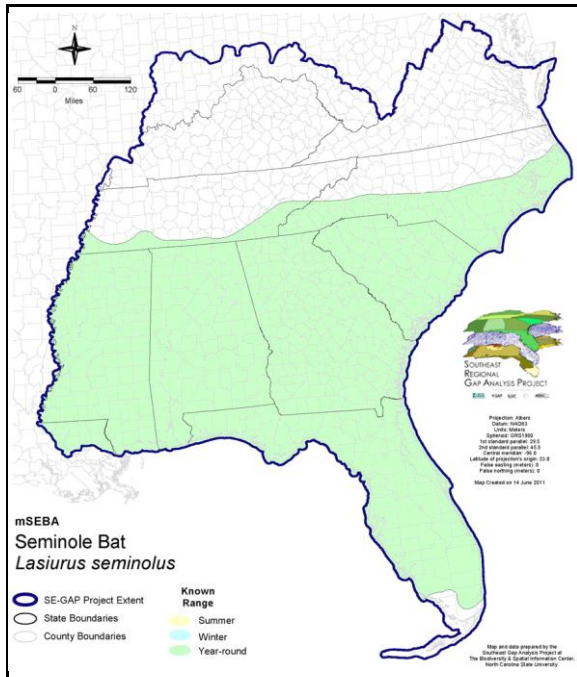 N
60 0 60 120
Miles
SOUTHEAST
REGIONAL
GAP ANALYSIS PROJECT
Projection: Albers
Datum: NAD83
Units: Meters
Spheroid: GRS1980
1st standard parallel: 29.5
2nd standard parallel: 45.5
Central meridian: -96.0
Latitude of projection's origin: 23.0
False easting (meters): 0
False northing (meters): 0
Map Created on 14 June 2011
mSEBA
Seminole Bat
Lasiurus seminolus
SE-GAP Project Extent
State Boundaries
County Boundaries
Known
Range
Summer
Winter
Year-round
Map and data prepared by the
Southeast Gap Analysis Project at
The Biodiversity & Spatial Information Center,
North Carolina State University.